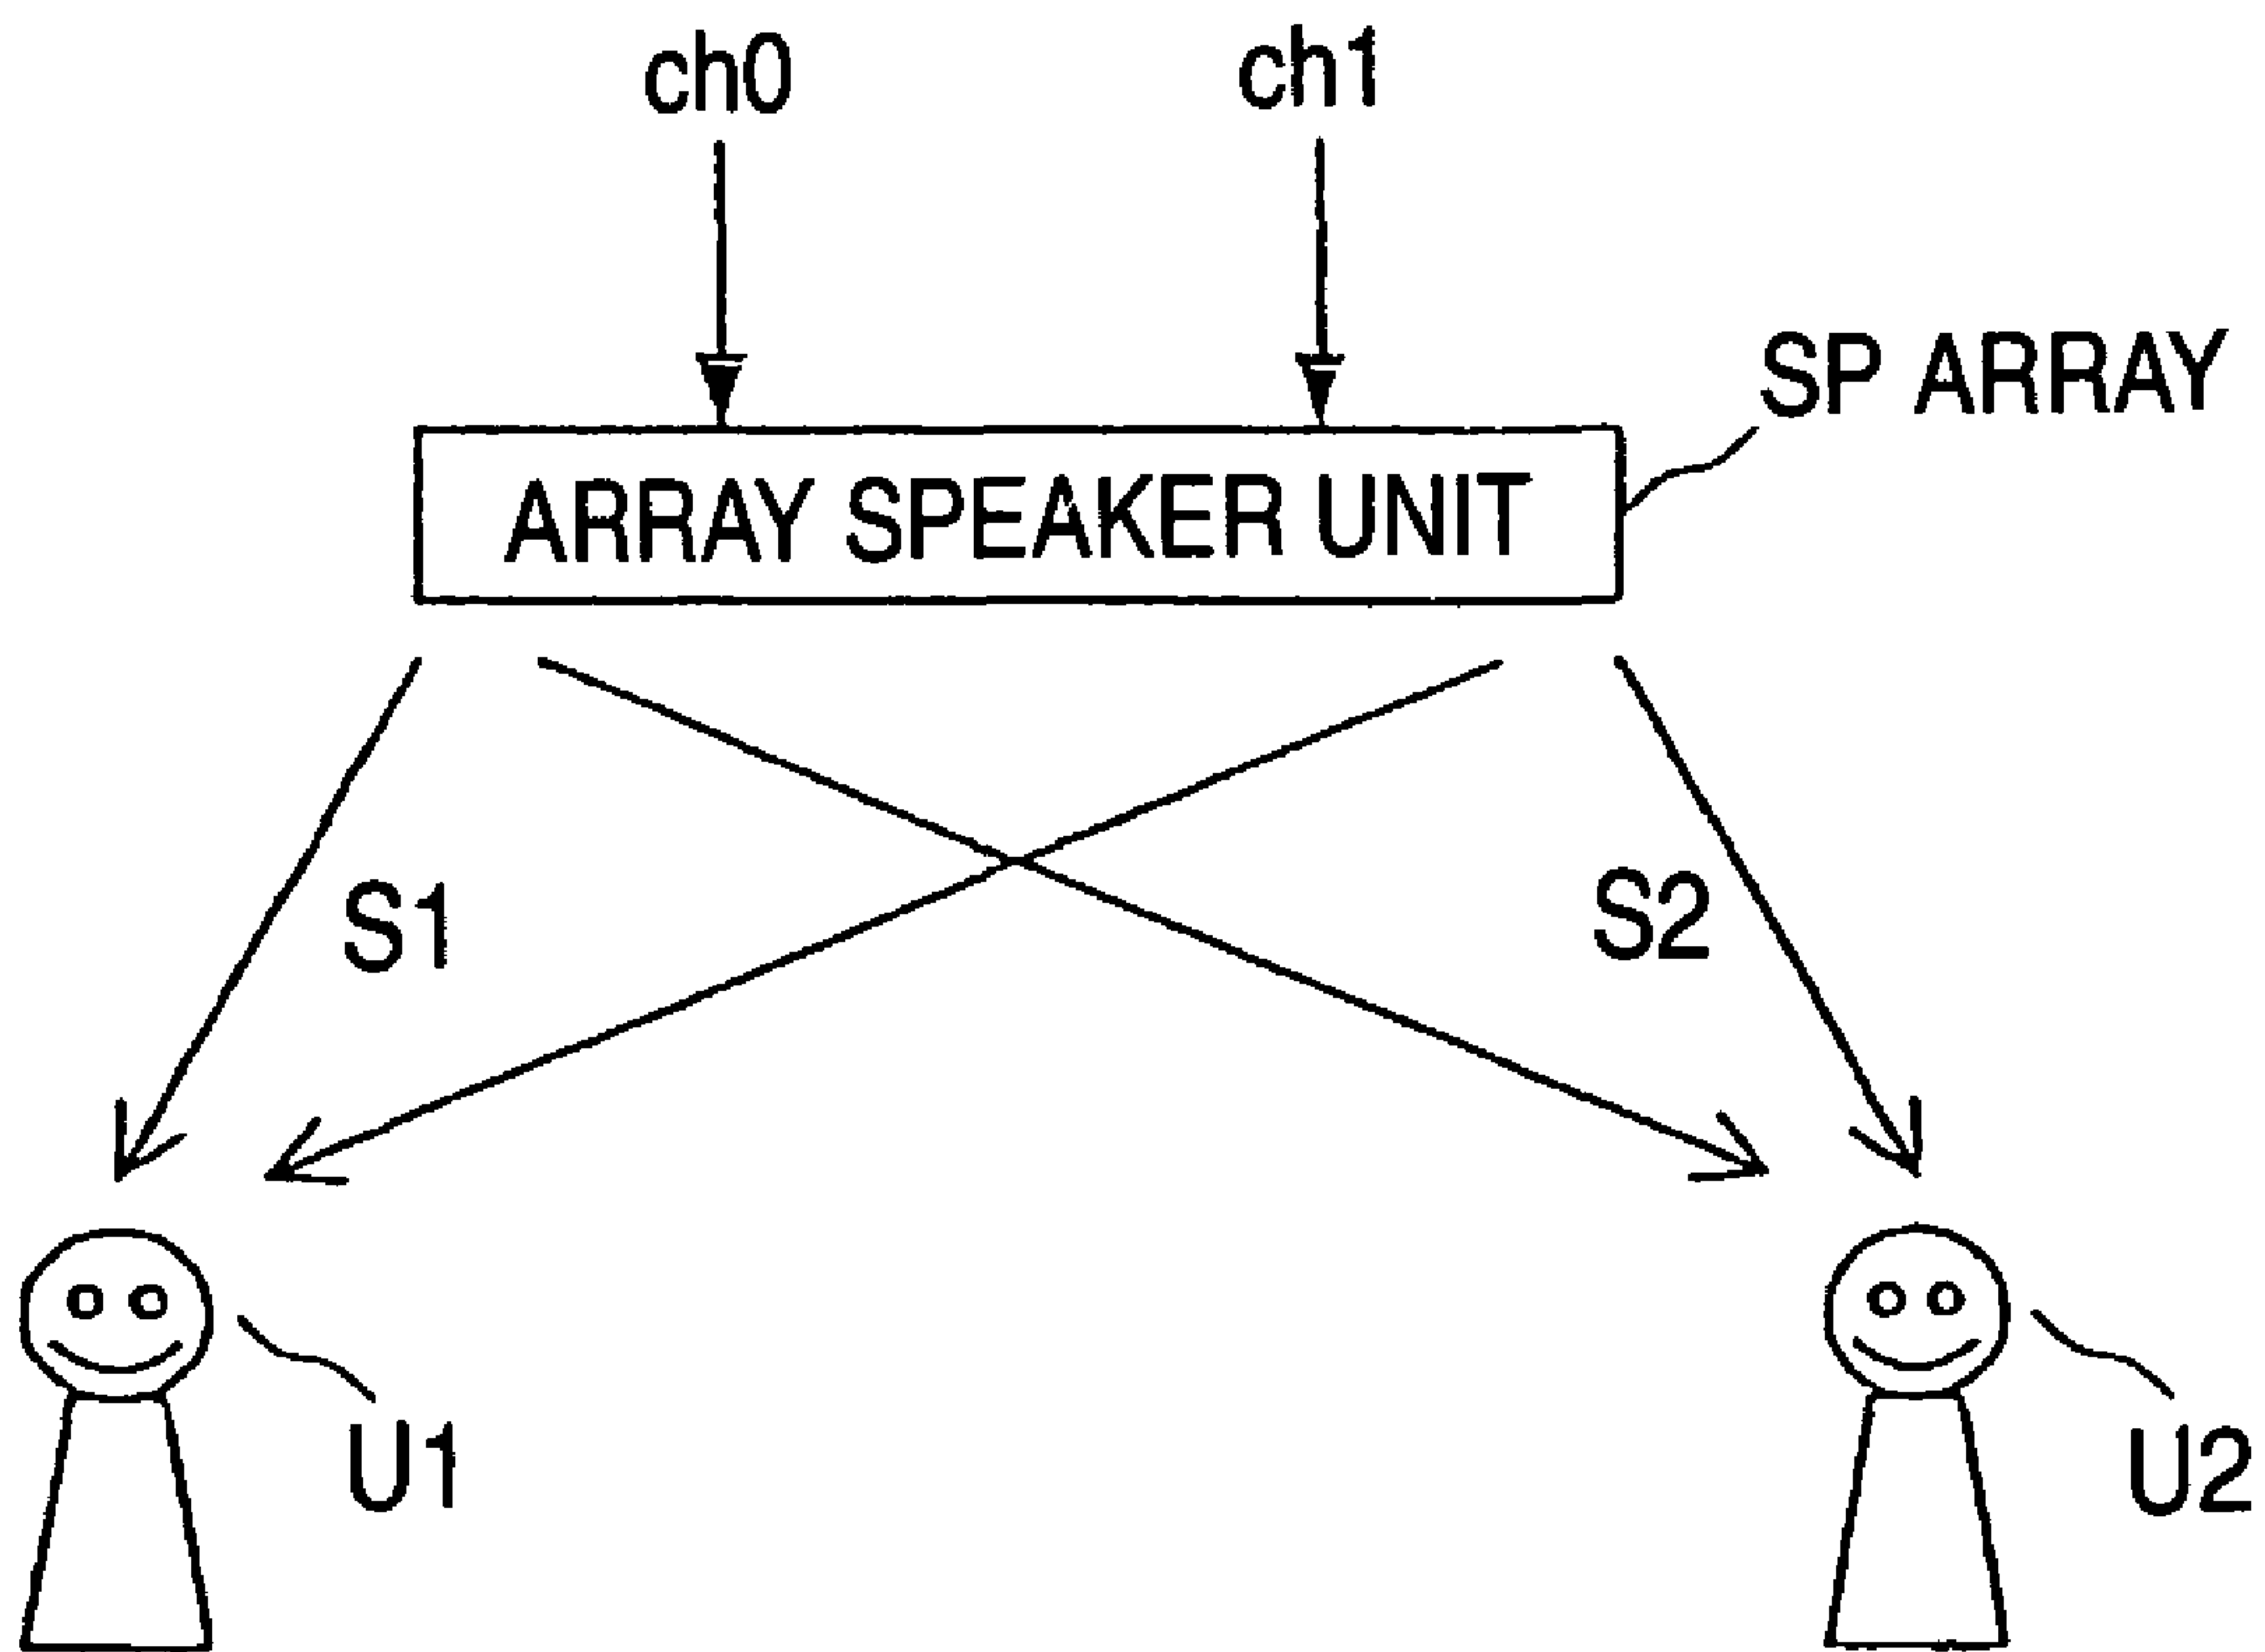 ch0
ch1
SP ARRAY
ARRAY SPEAKER UNIT
S1
S2
U1
U2